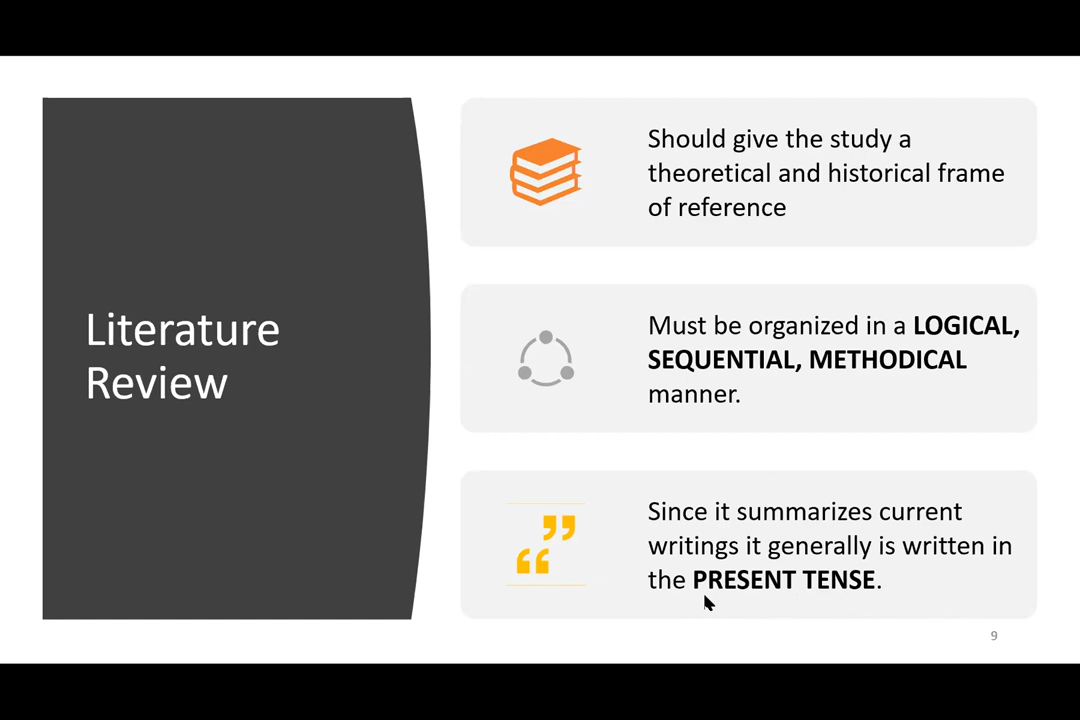 Literature
Review
Should give the study a
theoretical and historical frame
of reference
Must be organized in a LOGICAL,
SEQUENTIAL, METHODICAL
manner.
Since it summarizes current
writings it generally is written in
the PRESENT TENSE.
9